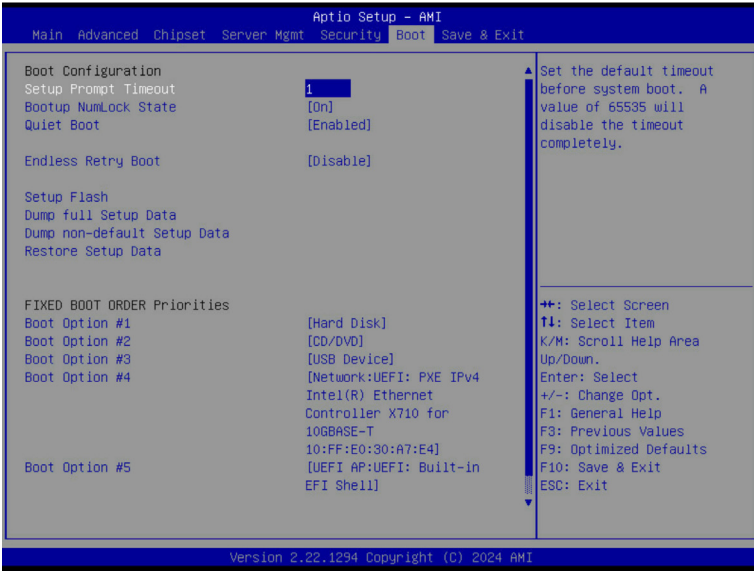 Aptio Setup - AMI
Main Advanced Chipset Server Mgmt Security Boot Save & Exit
Boot Configuration
Setup Prompt Timeout 1
Bootup NumLock State [On]
Quiet Boot [Enabled]
Endless Retry Boot [Disable]
Setup Flash
Dump full Setup Data
Dump non-default Setup Data
Restore Setup Data
FIXED BOOT ORDER Priorities
Boot Option #1 [Hard Disk]
Boot Option #2 [CD/DVD]
Boot Option #3 [USB Device]
Boot Option #4 [Network:UEFI: PXE IPv4
Intel(R) Ethernet
Controller X710 for
10GBASE-T
10:FF:E0:30:A7:E4]
Boot Option #5 [UEFI AP:UEFI: Built-in
EFI Shell]
Set the default timeout
before system boot. A
value of 65535 will
disable the timeout
completely.
→←: Select Screen
↑↓: Select Item
K/M: Scroll Help Area
Up/Down.
Enter: Select
+/-: Change Opt.
F1: General Help
F3: Previous Values
F9: Optimized Defaults
F10: Save & Exit
ESC: Exit
Version 2.22.1294 Copyright (C) 2024 AMI